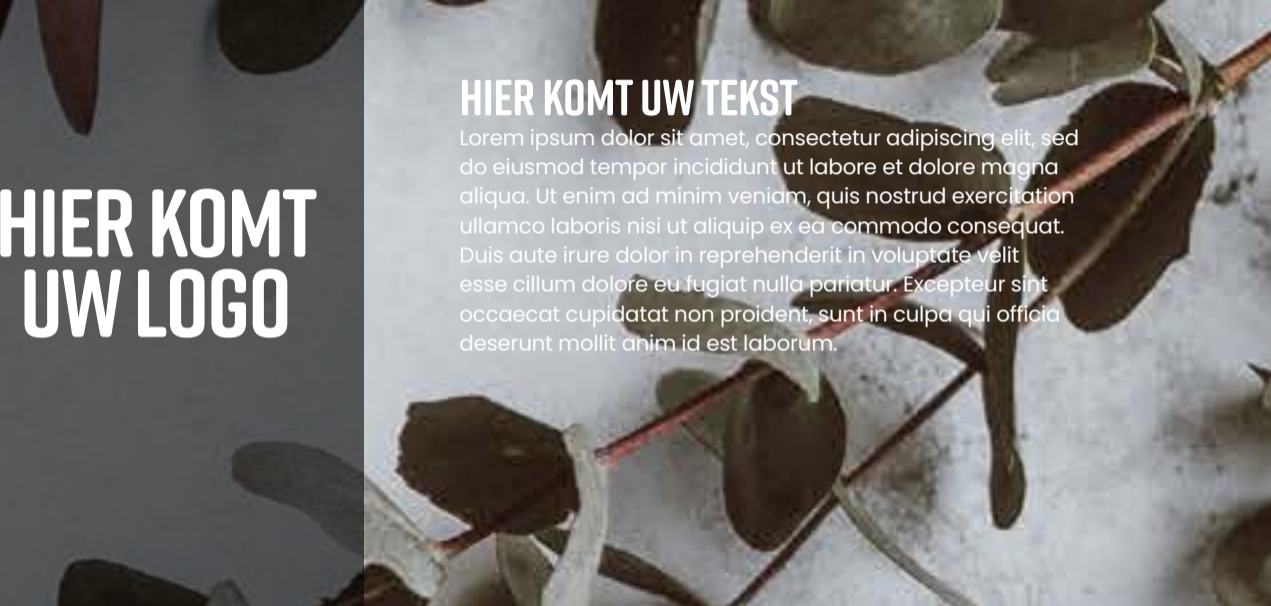 HIER KOMT
UW LOGO
HIER KOMT UW TEKST
Lorem ipsum dolor sit amet, consectetur adipiscing elit, sed
do eiusmod tempor incididunt ut labore et dolore magna
aliqua. Ut enim ad minim veniam, quis nostrud exercitation
ullamco laboris nisi ut aliquip ex ea commodo consequat.
Duis aute irure dolor in reprehenderit in voluptate velit
esse cillum dolore eu fugiat nulla pariatur. Excepteur sint
occaecat cupidatat non proident, sunt in culpa qui officia
deserunt mollit anim id est laborum.